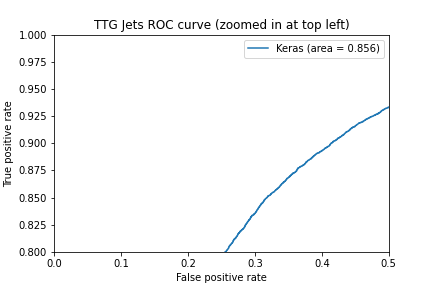 TTG Jets ROC curve (zoomed in at top left)
Keras (area = 0.856)
True positive rate
1.000
0.975
0.950
0.925
0.900
0.875
0.850
0.825
0.800
0.0 0.1 0.2 0.3 0.4 0.5
False positive rate